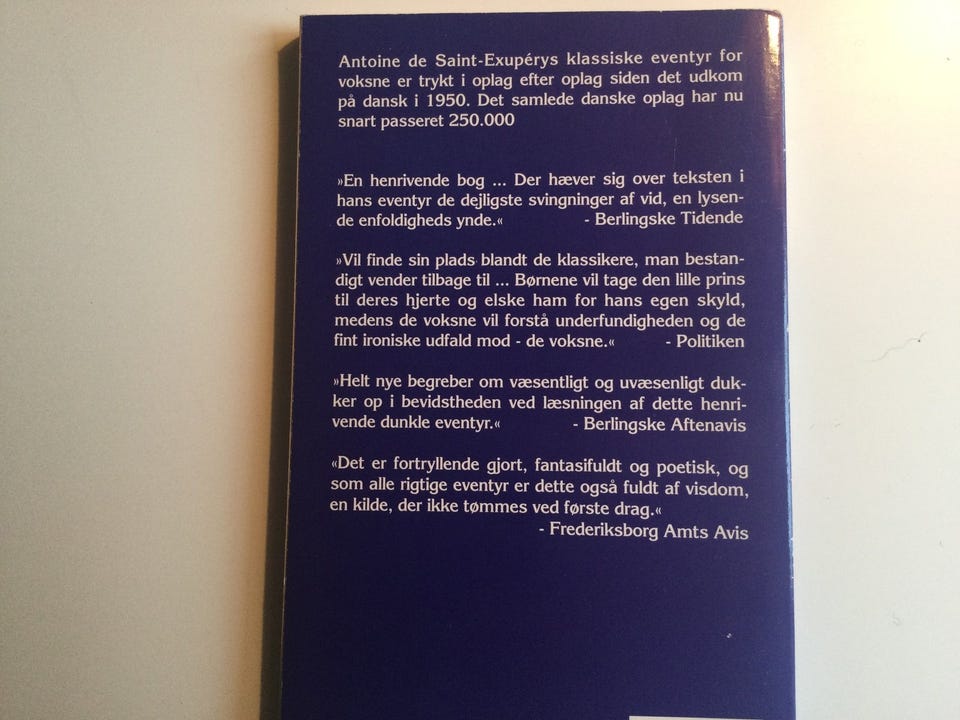 Antoine de Saint-Exupérys klassiske eventyr for
voksne er trykt i oplag efter oplag siden det udkom
på dansk i 1950. Det samlede danske oplag har nu
snart passeret 250.000
»En henrivende bog ... Der hæver sig over teksten i
hans eventyr de dejligste svingninger af vid, en lysen-
de enfoldigheds ynde.« - Berlingske Tidende
»Vil finde sin plads blandt de klassikere, man bestan-
digt vender tilbage til ... Børnene vil tage den lille prins
til deres hjerte og elske ham for hans egen skyld,
medens de voksne vil forstå underfundigheden og de
fint ironiske udfald mod - de voksne.« - Politiken
»Helt nye begreber om væsentligt og uvæsenligt duk-
ker op i bevidstheden ved læsningen af dette henri-
vende dunkle eventyr.« - Berlingske Aftenavis
«Det er fortryllende gjort, fantasifuldt og poetisk, og
som alle rigtige eventyr er dette også fuldt af visdom,
en kilde, der ikke tømmes ved første drag.«
- Frederiksborg Amts Avis